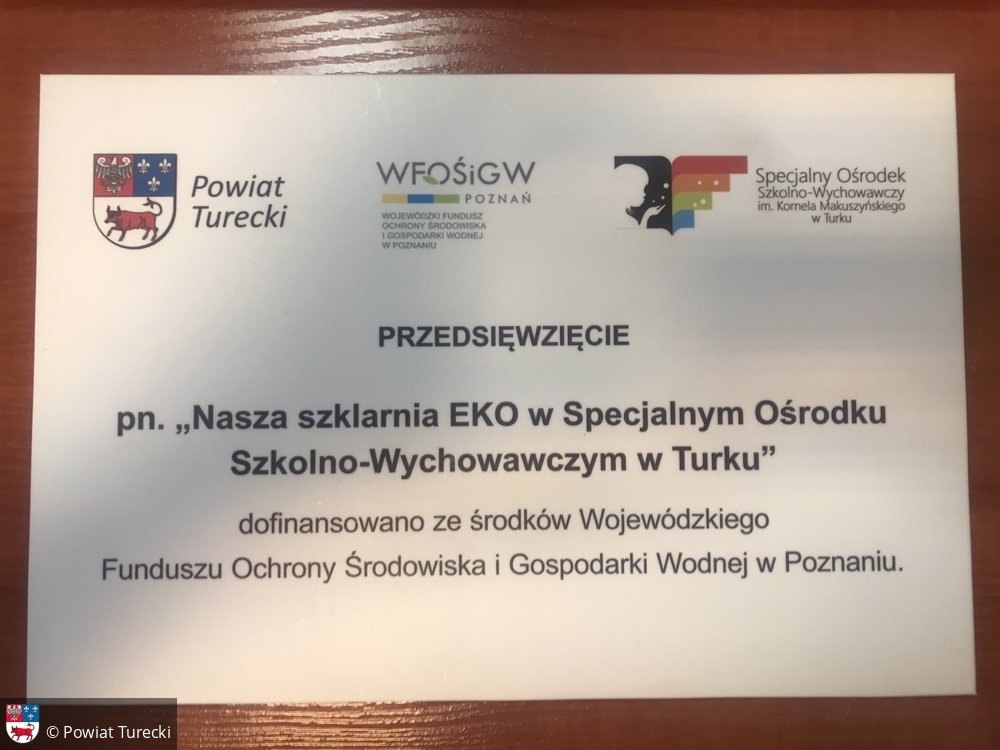 Powiat
Turecki
WFOŚiGW
POZNAŃ
WOJEWÓDZKI FUNDUSZ
OCHRONY ŚRODOWISKA
I GOSPODARKI WODNEJ
W POZNANIU
Specjalny Ośrodek
Szkolno-Wychowawczy
im. Kornela Makuszyńskiego
w Turku
PRZEDSIĘWZIĘCIE
pn. „Nasza szklarnia EKO w Specjalnym Ośrodku
Szkolno-Wychowawczym w Turku”
dofinansowano ze środków Wojewódzkiego
Funduszu Ochrony Środowiska i Gospodarki Wodnej w Poznaniu.
© Powiat Turecki